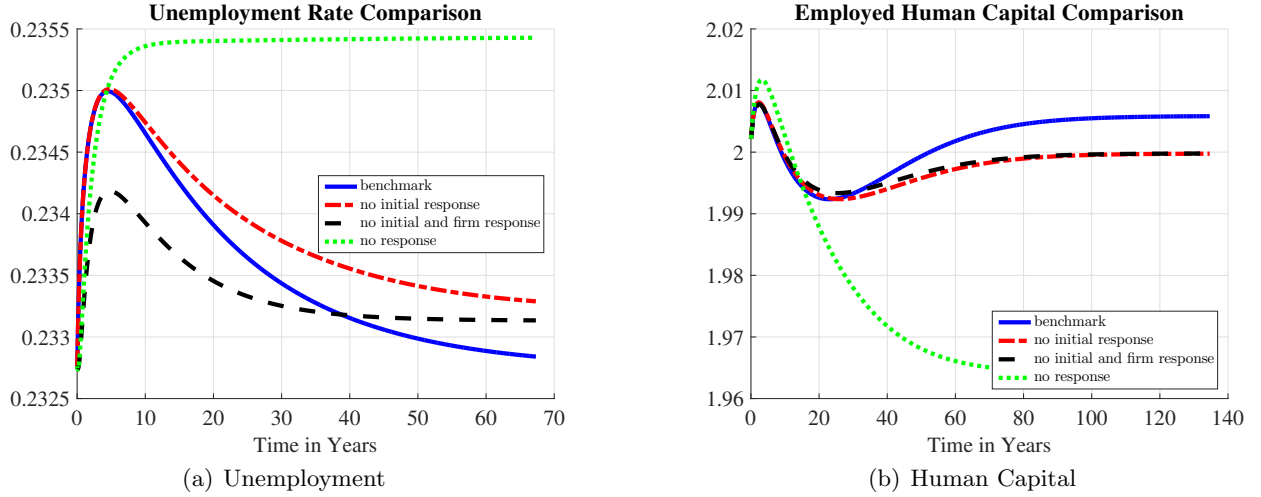 Unemployment Rate Comparison
0.2355
0.235
0.2345
0.234
0.2335
0.233
0.2325
0 10 20 30 40 50 60 70
Time in Years
benchmark
no initial response
no initial and firm response
no response
(a) Unemployment
Employed Human Capital Comparison
2.02
2.01
2
1.99
1.98
1.97
1.96
0 20 40 60 80 100 120 140
Time in Years
benchmark
no initial response
no initial and firm response
no response
(b) Human Capital